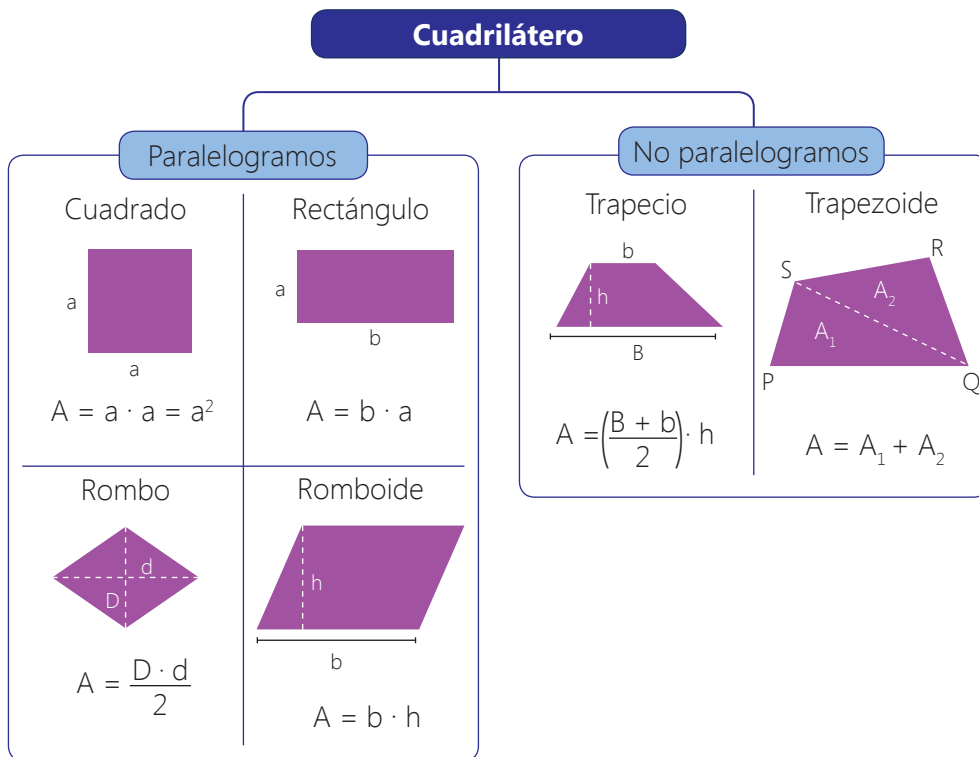 Cuadrilátero
Paralelogramos
Cuadrado
a
a
A = a · a = a²
Rectángulo
a
b
A = b · a
Rombo
d
D
A = D · d / 2
Romboide
h
b
A = b · h
No paralelogramos
Trapecio
b
h
B
A = (B + b / 2) · h
Trapezoide
R
S
A₂
A₁
P
Q
A = A₁ + A₂